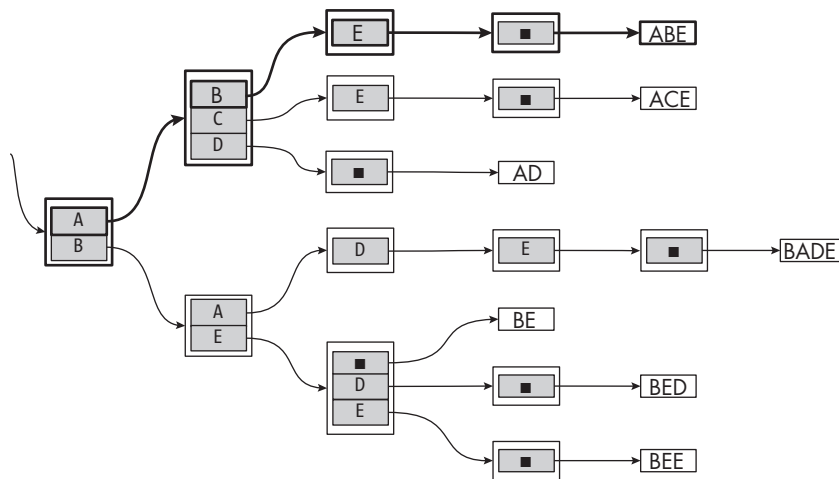 E ■ ABE
B
C E ■ ACE
D
■ AD
A
B
D E ■ BADE
A
E
BE
■
D ■ BED
E
■ BEE